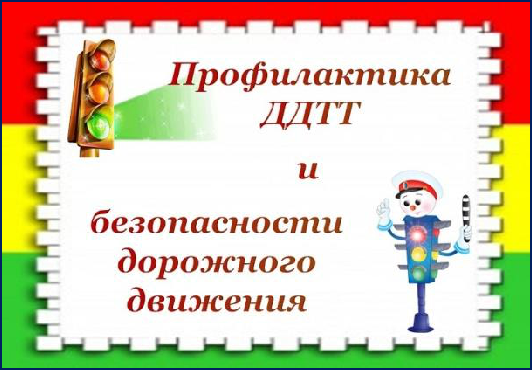 Профилактика
ДДТТ
и
безопасности
дорожного
движения